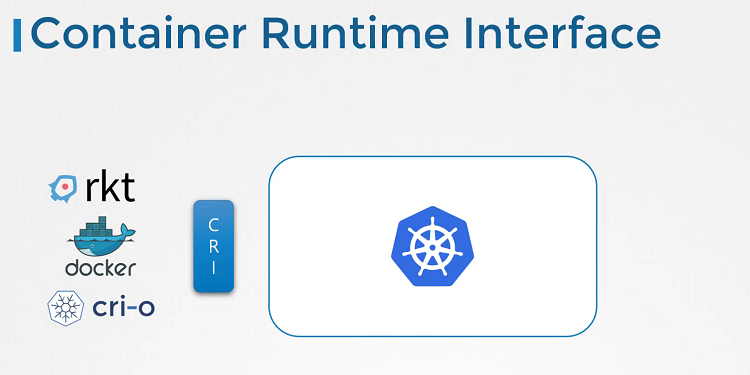 Container Runtime Interface
rkt
docker
cri-o
C
R
I